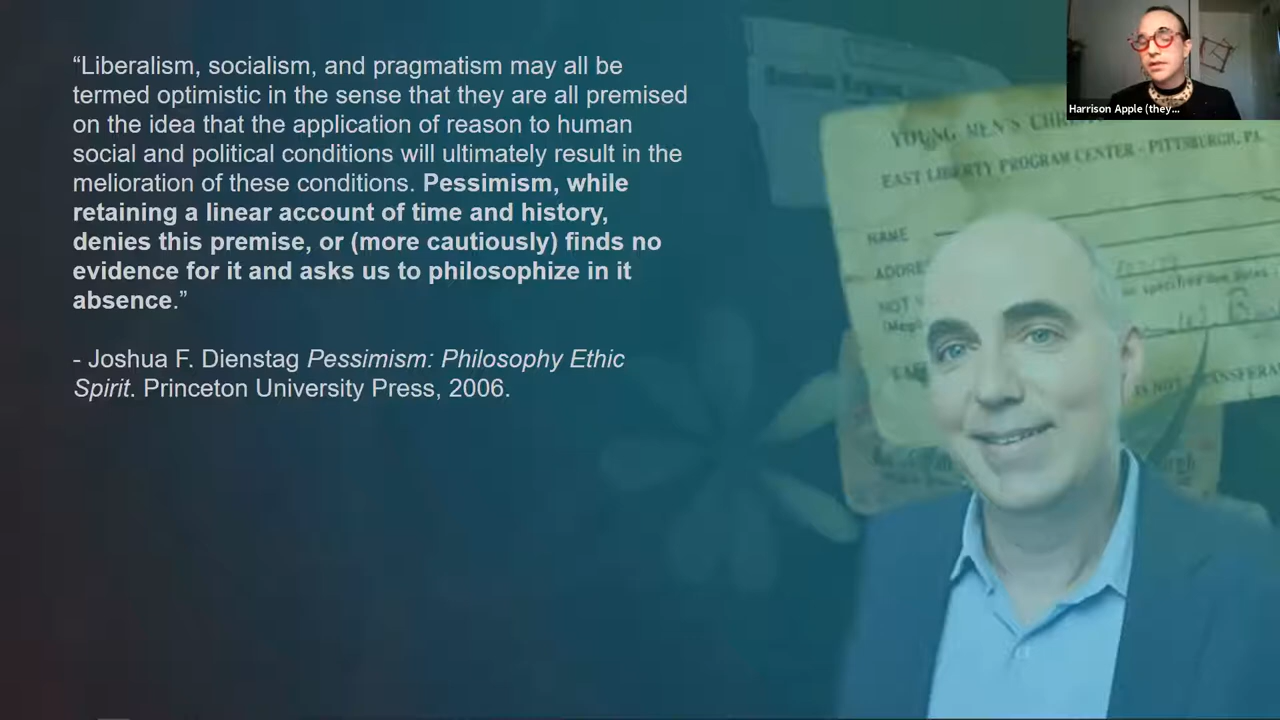 “Liberalism, socialism, and pragmatism may all be
termed optimistic in the sense that they are all premised
on the idea that the application of reason to human
social and political conditions will ultimately result in the
melioration of these conditions. Pessimism, while
retaining a linear account of time and history,
denies this premise, or (more cautiously) finds no
evidence for it and asks us to philosophize in it
absence.”
- Joshua F. Dienstag Pessimism: Philosophy Ethic
Spirit. Princeton University Press, 2006.
Harrison Apple (they...
YOUNG MEN'S
EAST LIBERTY PROGRAM CENTER - PITTSBURGH, PA.
NAME